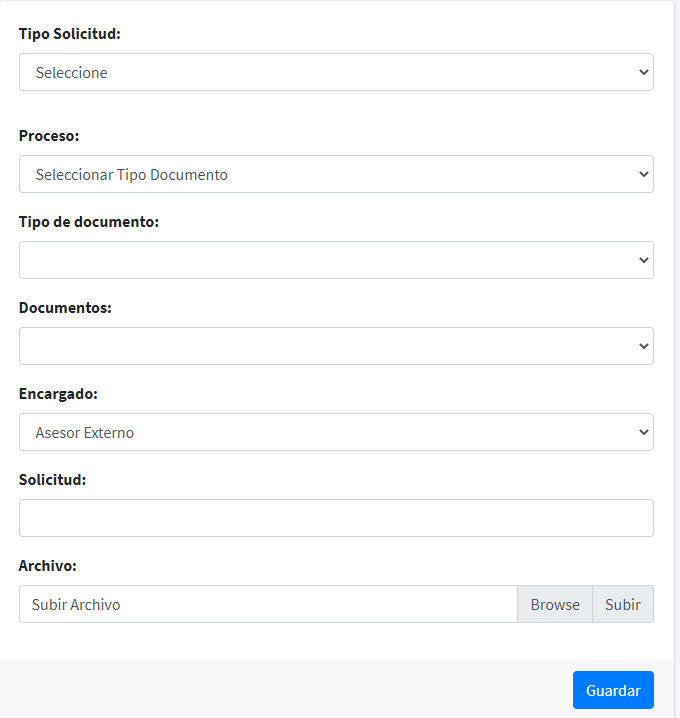 Tipo Solicitud:
Seleccione
Proceso:
Seleccionar Tipo Documento
Tipo de documento:
Documentos:
Encargado:
Asesor Externo
Solicitud:
Archivo:
Subir Archivo Browse Subir
Guardar